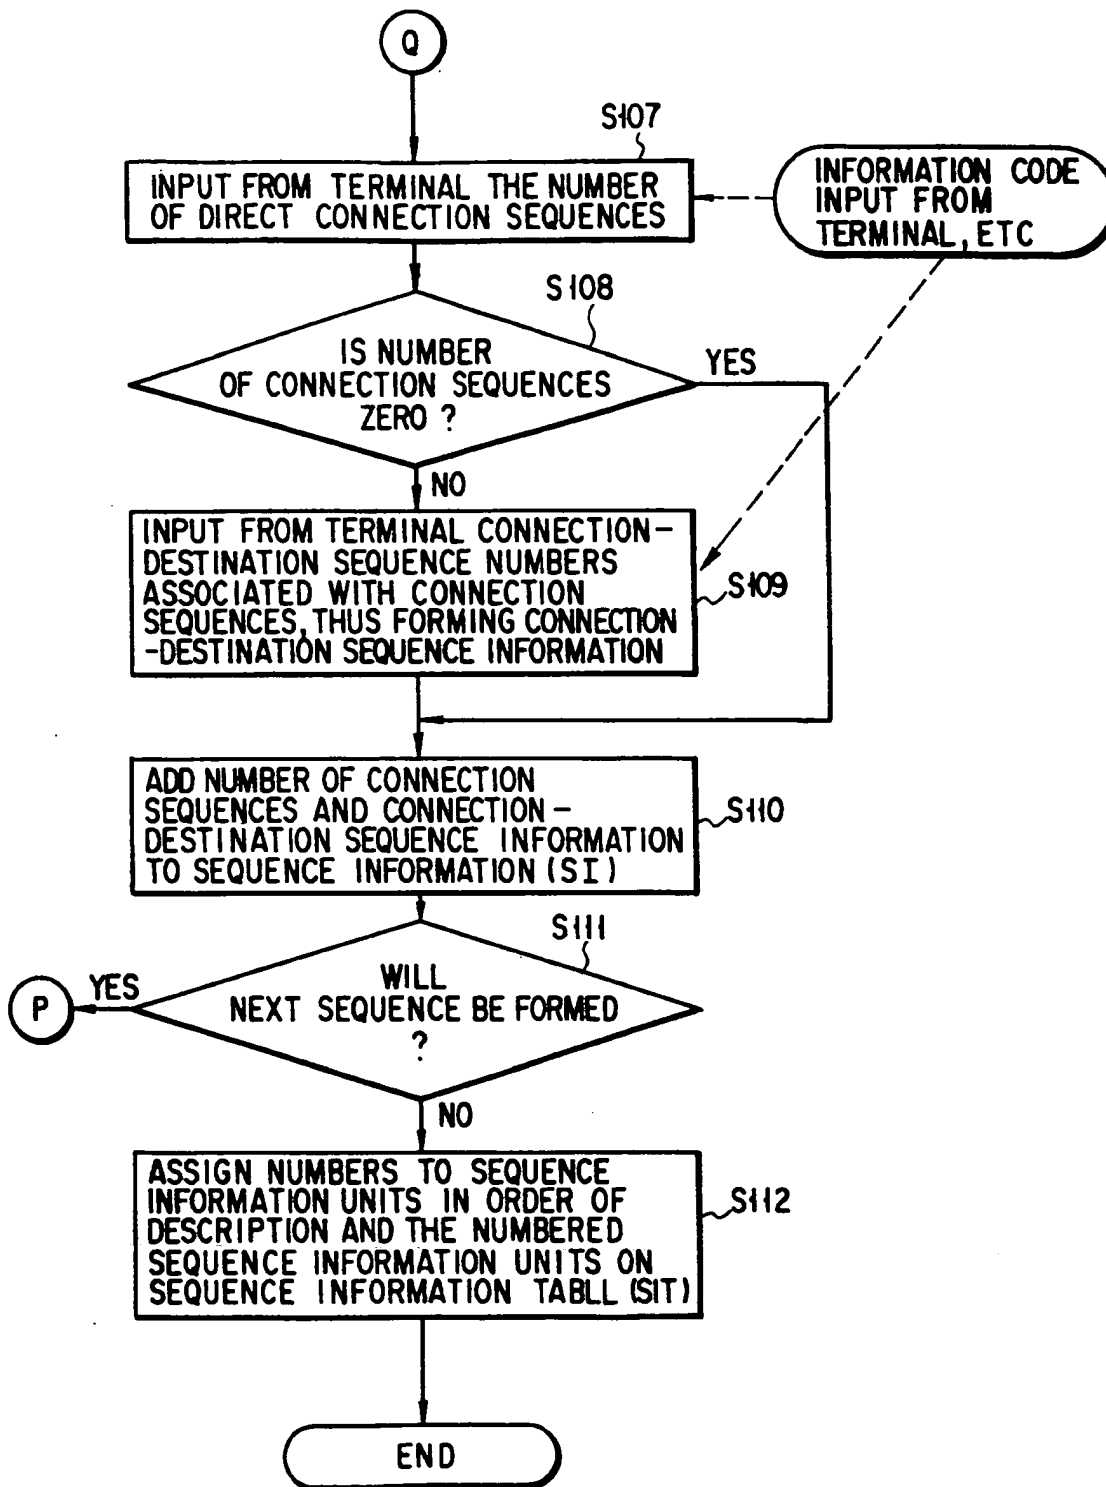 Q
S107
INPUT FROM TERMINAL THE NUMBER
OF DIRECT CONNECTION SEQUENCES
INFORMATION CODE
INPUT FROM
TERMINAL, ETC
S108
IS NUMBER
OF CONNECTION SEQUENCES
ZERO ?
YES
NO
INPUT FROM TERMINAL CONNECTION-
DESTINATION SEQUENCE NUMBERS
ASSOCIATED WITH CONNECTION
SEQUENCES, THUS FORMING CONNECTION
-DESTINATION SEQUENCE INFORMATION
S109
ADD NUMBER OF CONNECTION
SEQUENCES AND CONNECTION-
DESTINATION SEQUENCE INFORMATION
TO SEQUENCE INFORMATION (SI)
S110
S111
WILL
NEXT SEQUENCE BE FORMED
?
YES
P
NO
ASSIGN NUMBERS TO SEQUENCE
INFORMATION UNITS IN ORDER OF
DESCRIPTION AND THE NUMBERED
SEQUENCE INFORMATION UNITS ON
SEQUENCE INFORMATION TABLL (SIT)
S112
END